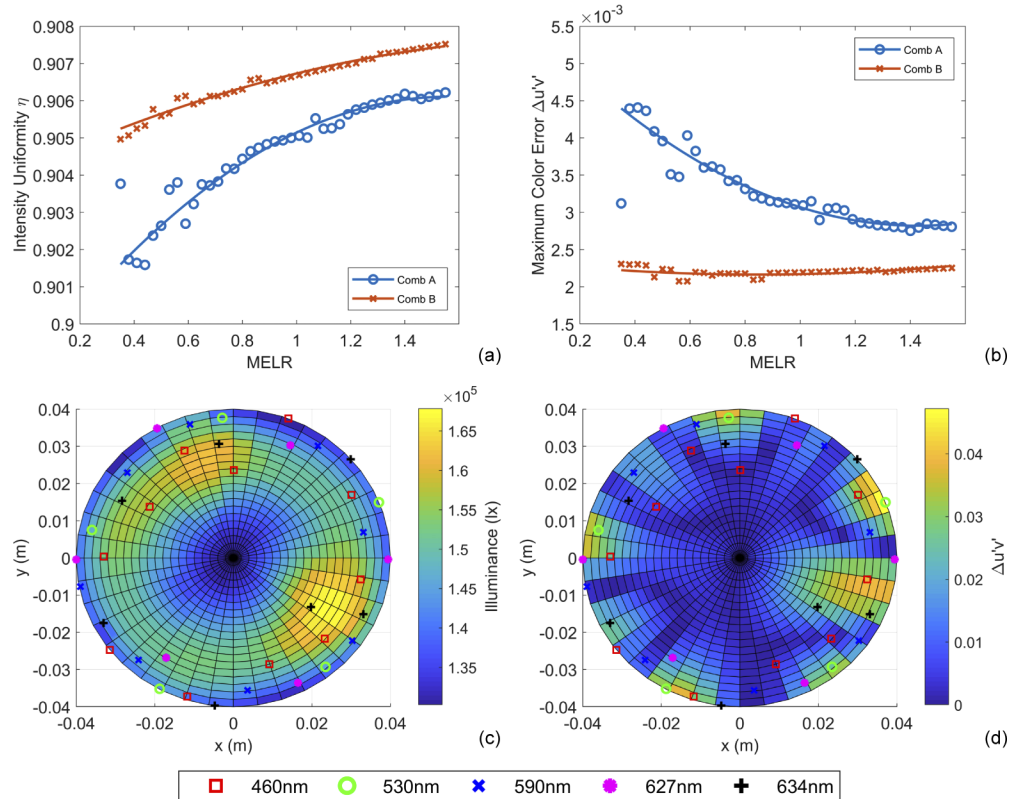 0.908
0.907
0.906
0.905
0.904
0.903
0.902
0.901
0.9
Intensity Uniformity η
0.2 0.4 0.6 0.8 1 1.2 1.4
MELR
Comb A
Comb B
(a)
×10⁻³
5.5
5
4.5
4
3.5
3
2.5
2
1.5
Maximum Color Error Δu'v'
0.2 0.4 0.6 0.8 1 1.2 1.4
MELR
Comb A
Comb B
(b)
0.04
0.03
0.02
0.01
0
-0.01
-0.02
-0.03
-0.04
y (m)
-0.04 -0.02 0 0.02 0.04
x (m)
×10⁵
1.65
1.6
1.55
1.5
1.45
1.4
1.35
Illuminance (lx)
(c)
0.04
0.03
0.02
0.01
0
-0.01
-0.02
-0.03
-0.04
y (m)
-0.04 -0.02 0 0.02 0.04
x (m)
0.04
0.03
0.02
0.01
0
Δu'v'
(d)
460nm 530nm 590nm 627nm 634nm